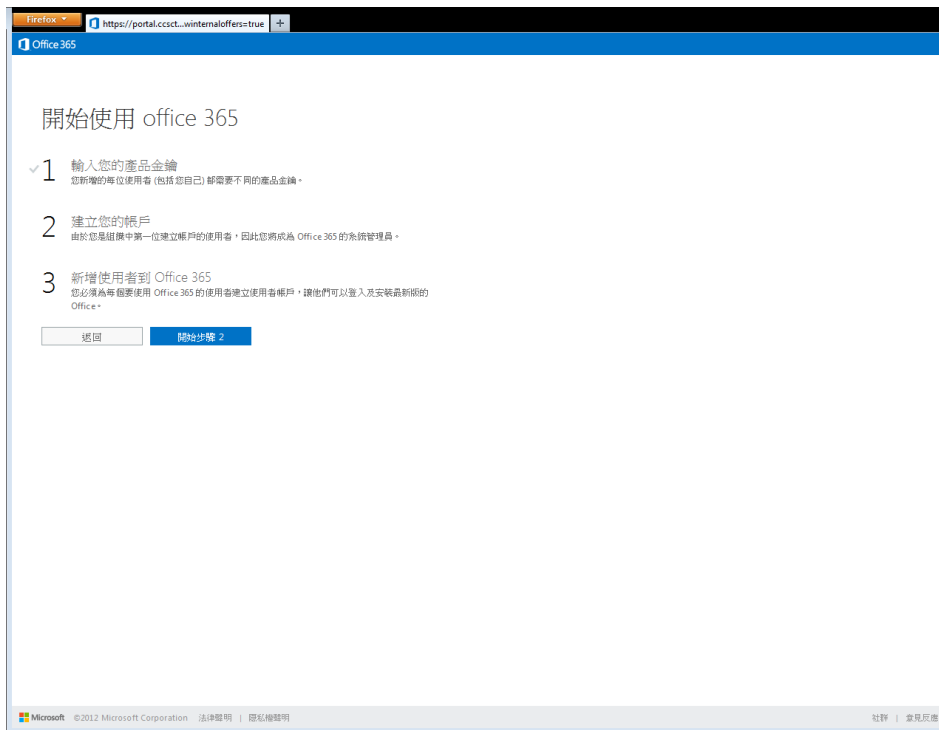 Firefox
https://portal.ccsct...winternaloffers=true
Office 365
開始使用 office 365
1 輸入您的產品金鑰
您新增的每位使用者 (包括您自己) 都需要不同的產品金鑰。
2 建立您的帳戶
由於您是組織中第一位建立帳戶的使用者，因此您將成為 Office 365 的系統管理員。
3 新增使用者到 Office 365
您必須為每個要使用 Office 365 的使用者建立使用者帳戶，讓他們可以登入及安裝最新版的
Office。
返回 開始步驟 2
Microsoft ©2012 Microsoft Corporation 法律聲明 | 隱私權聲明 社群 | 意見反應